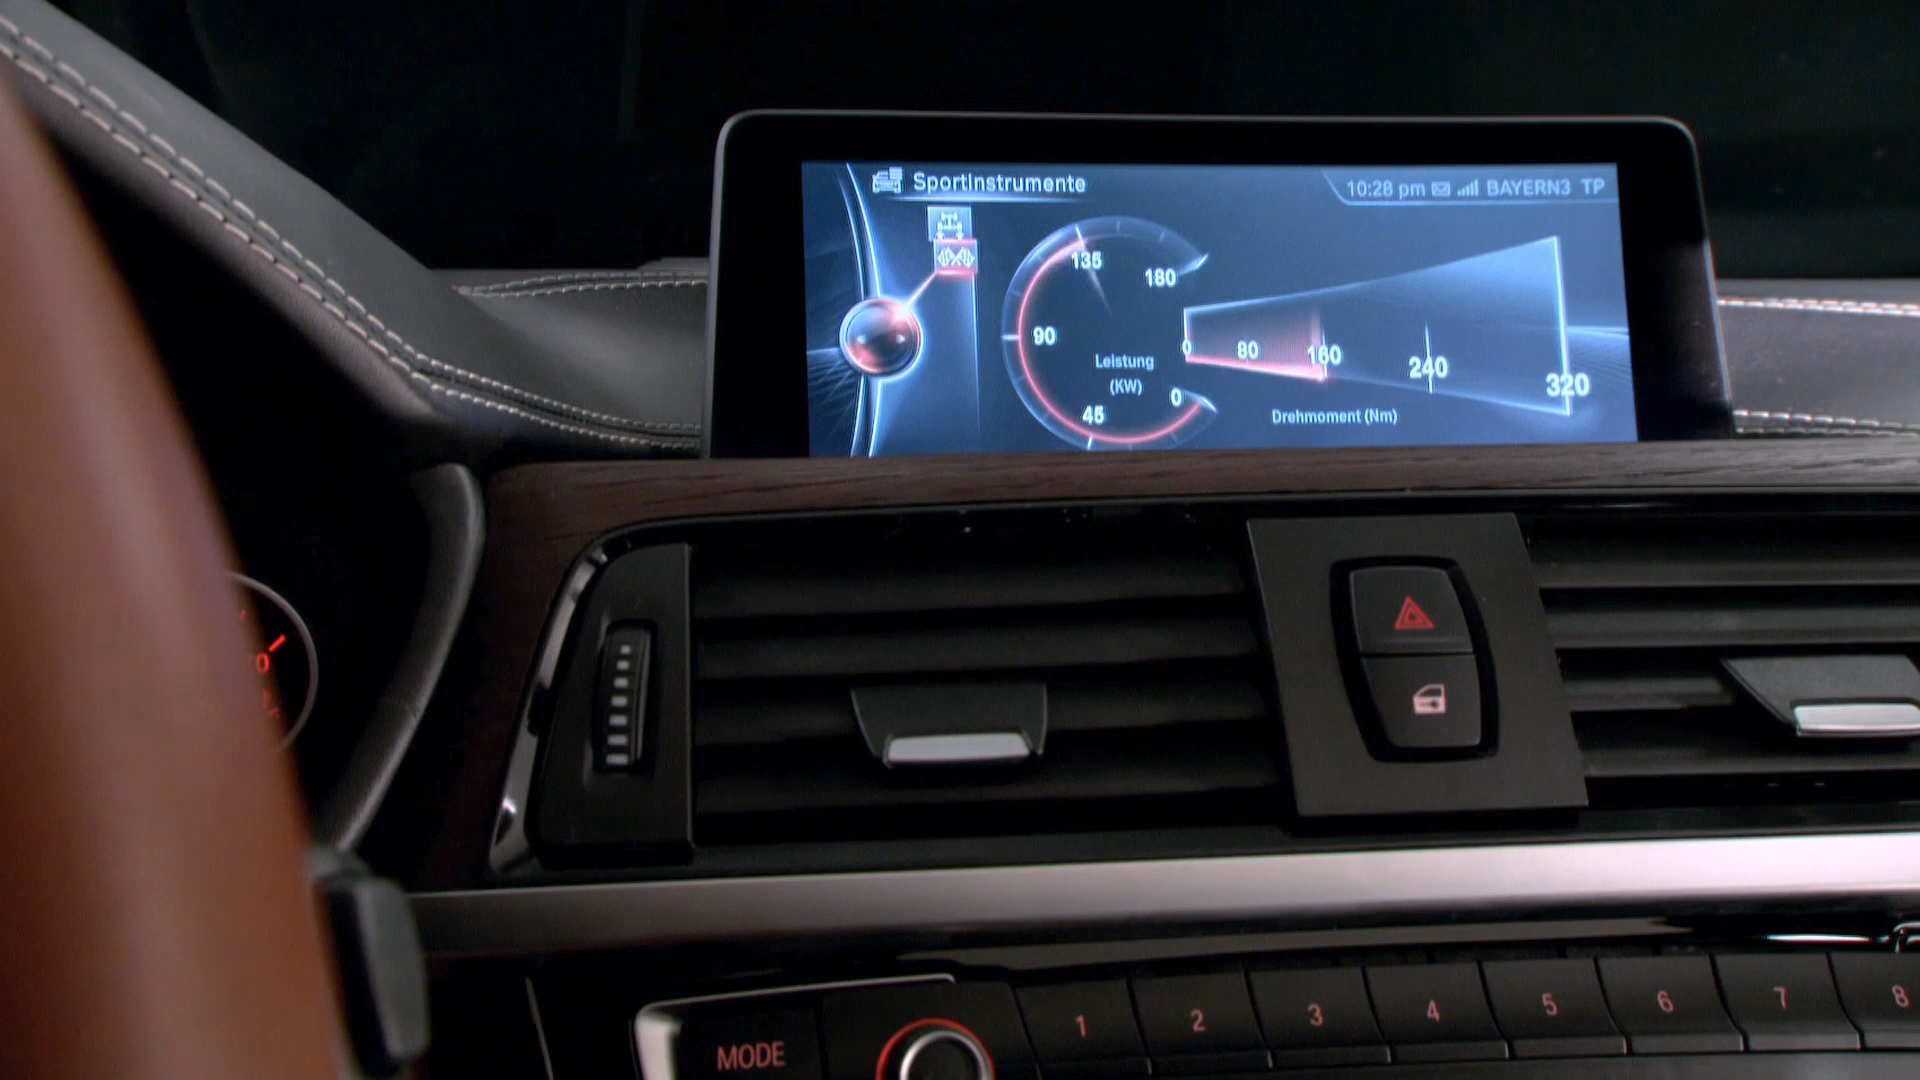 SportInstrumente
10:28 pm BAYERN3 TP
135
180
90
Leistung
(KW)
45
0
0 80 160 240 320
Drehmoment (Nm)
0
MODE 1 2 3 4 5 6 7 8